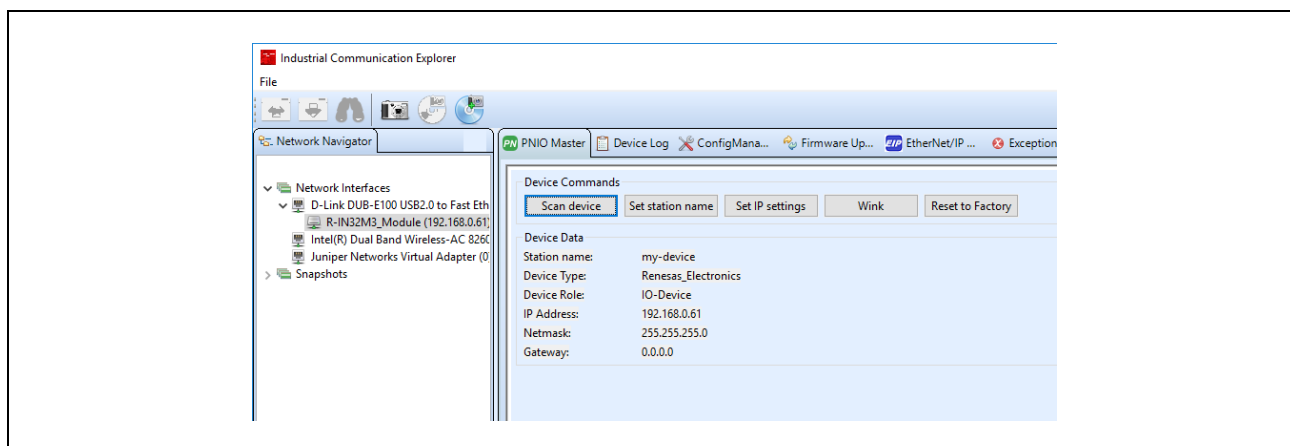 Industrial Communication Explorer
File
Network Navigator
PNIO Master Device Log ConfigMana... Firmware Up... EtherNet/IP ... Exception
Network Interfaces
D-Link DUB-E100 USB2.0 to Fast Eth
R-IN32M3_Module (192.168.0.61)
Intel(R) Dual Band Wireless-AC 8260
Juniper Networks Virtual Adapter (0
Snapshots
Device Commands
Scan device Set station name Set IP settings Wink Reset to Factory
Device Data
Station name: my-device
Device Type: Renesas_Electronics
Device Role: IO-Device
IP Address: 192.168.0.61
Netmask: 255.255.255.0
Gateway: 0.0.0.0